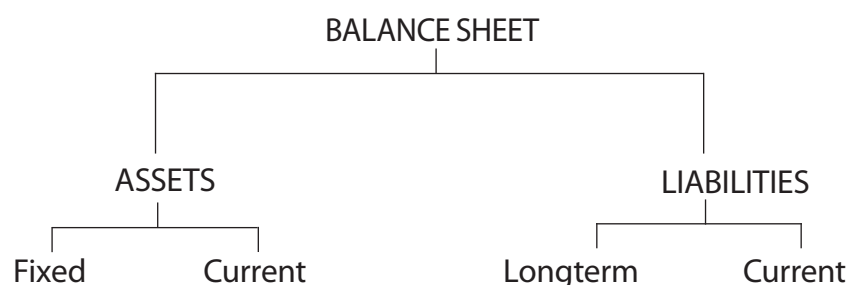 BALANCE SHEET
ASSETS LIABILITIES
Fixed Current Longterm Current